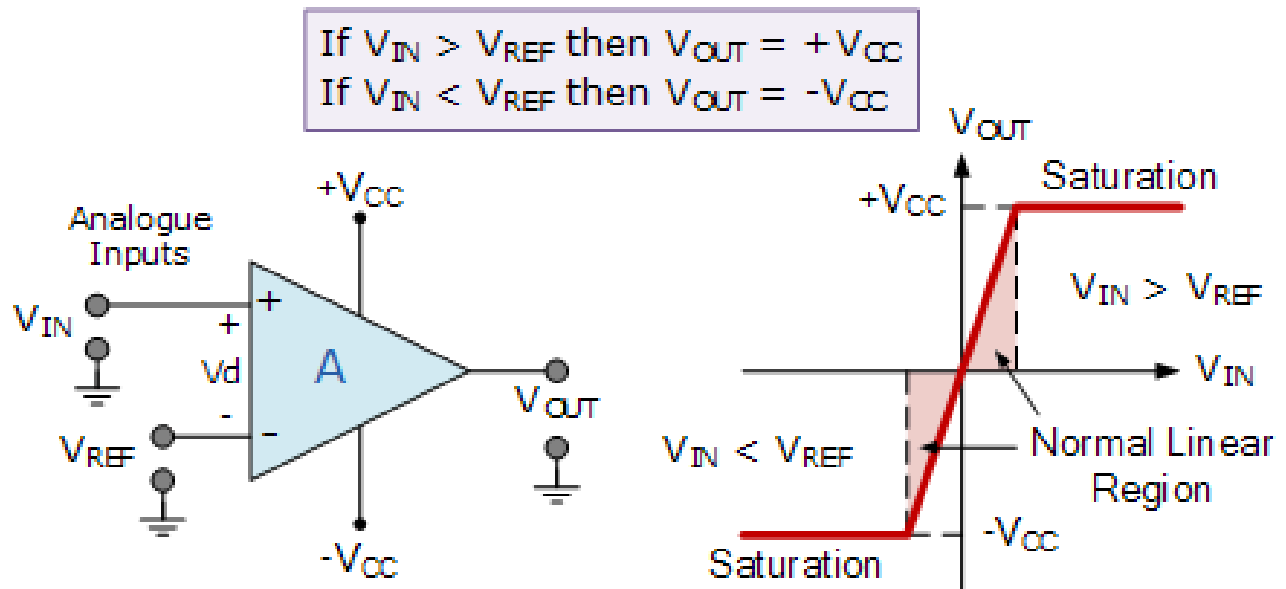 If VIN > VREF then VOUT = +VCC
If VIN < VREF then VOUT = -VCC
+VCC
Analogue
Inputs
VIN
+
+
Vd
A
-
-
VREF
VOUT
-VCC
VOUT
Saturation
+VCC
VIN > VREF
VIN
VIN < VREF
Normal Linear
Region
-VCC
Saturation